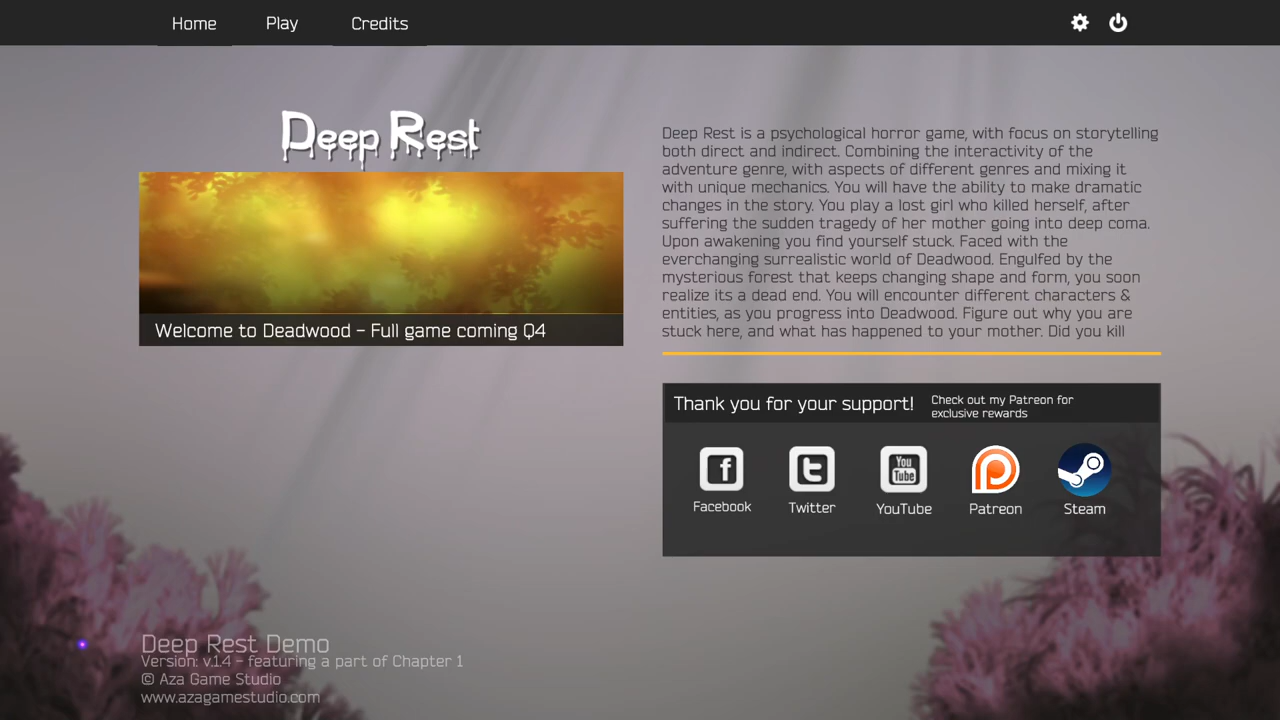 Home Play Credits
Deep Rest
Welcome to Deadwood - Full game coming Q4
Deep Rest is a psychological horror game, with focus on storytelling
both direct and indirect. Combining the interactivity of the
adventure genre, with aspects of different genres and mixing it
with unique mechanics. You will have the ability to make dramatic
changes in the story. You play a lost girl who killed herself, after
suffering the sudden tragedy of her mother going into deep coma.
Upon awakening you find yourself stuck. Faced with the
everchanging surrealistic world of Deadwood. Engulfed by the
mysterious forest that keeps changing shape and form, you soon
realize its a dead end. You will encounter different characters &
entities, as you progress into Deadwood. Figure out why you are
stuck here, and what has happened to your mother. Did you kill
Thank you for your support!
Check out my Patreon for
exclusive rewards
You
Tube
Facebook Twitter YouTube Patreon Steam
Deep Rest Demo
Version: v.1.4 - featuring a part of Chapter 1
© Aza Game Studio
www.azagamestudio.com